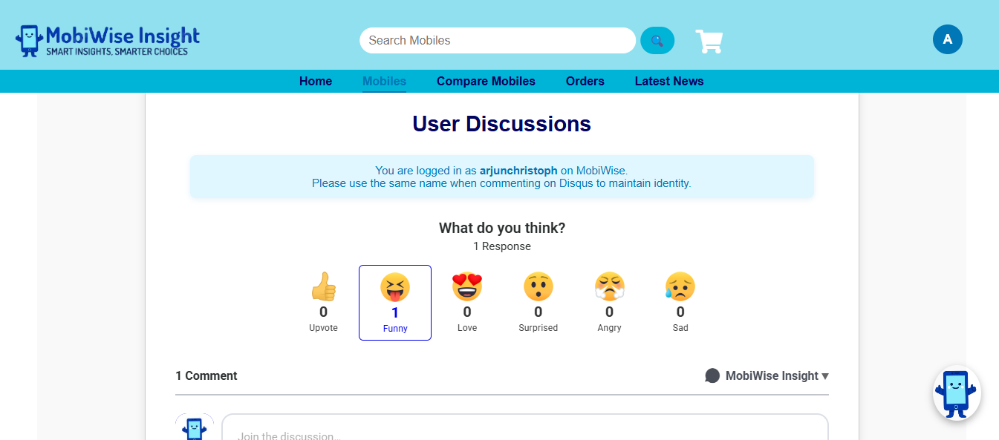 MobiWise Insight
SMART INSIGHTS, SMARTER CHOICES
Search Mobiles
A
Home Mobiles Compare Mobiles Orders Latest News
User Discussions
You are logged in as arjunchristoph on MobiWise.
Please use the same name when commenting on Disqus to maintain identity.
What do you think?
1 Response
0 1 0 0 0 0
Upvote Funny Love Surprised Angry Sad
1 Comment MobiWise Insight ▼
Join the discussion…